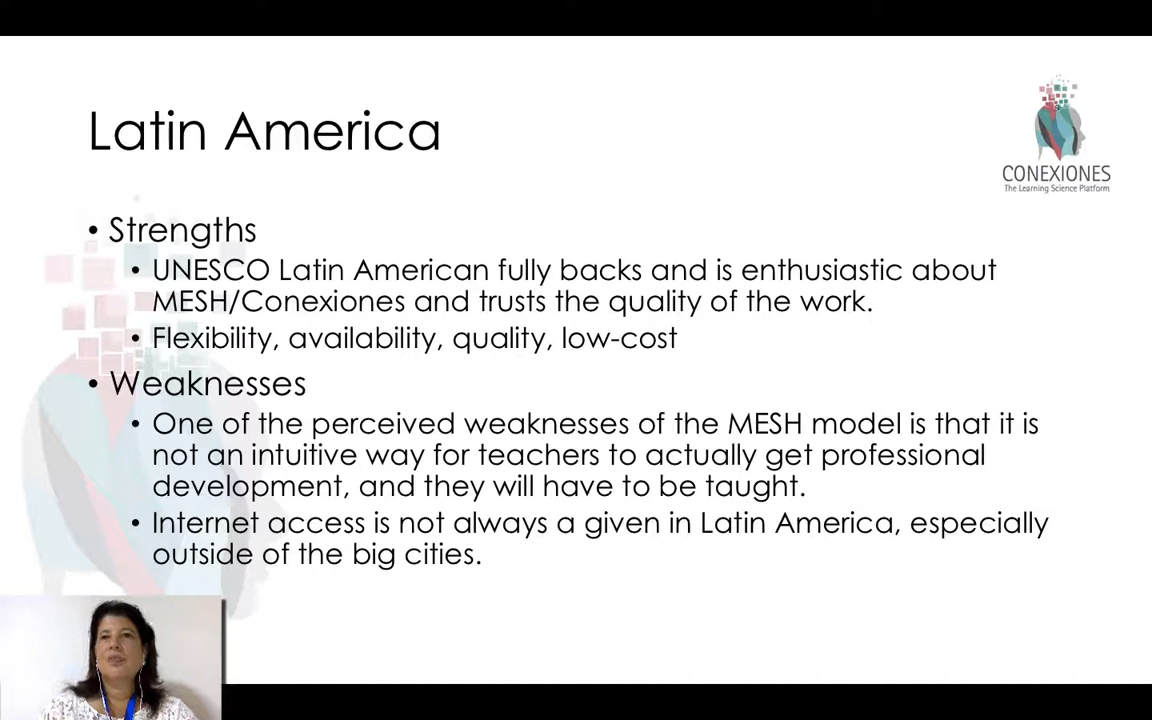 Latin America
CONEXIONES
The Learning Science Platform
• Strengths
• UNESCO Latin American fully backs and is enthusiastic about
MESH/Conexiones and trusts the quality of the work.
• Flexibility, availability, quality, low-cost
• Weaknesses
• One of the perceived weaknesses of the MESH model is that it is
not an intuitive way for teachers to actually get professional
development, and they will have to be taught.
• Internet access is not always a given in Latin America, especially
outside of the big cities.